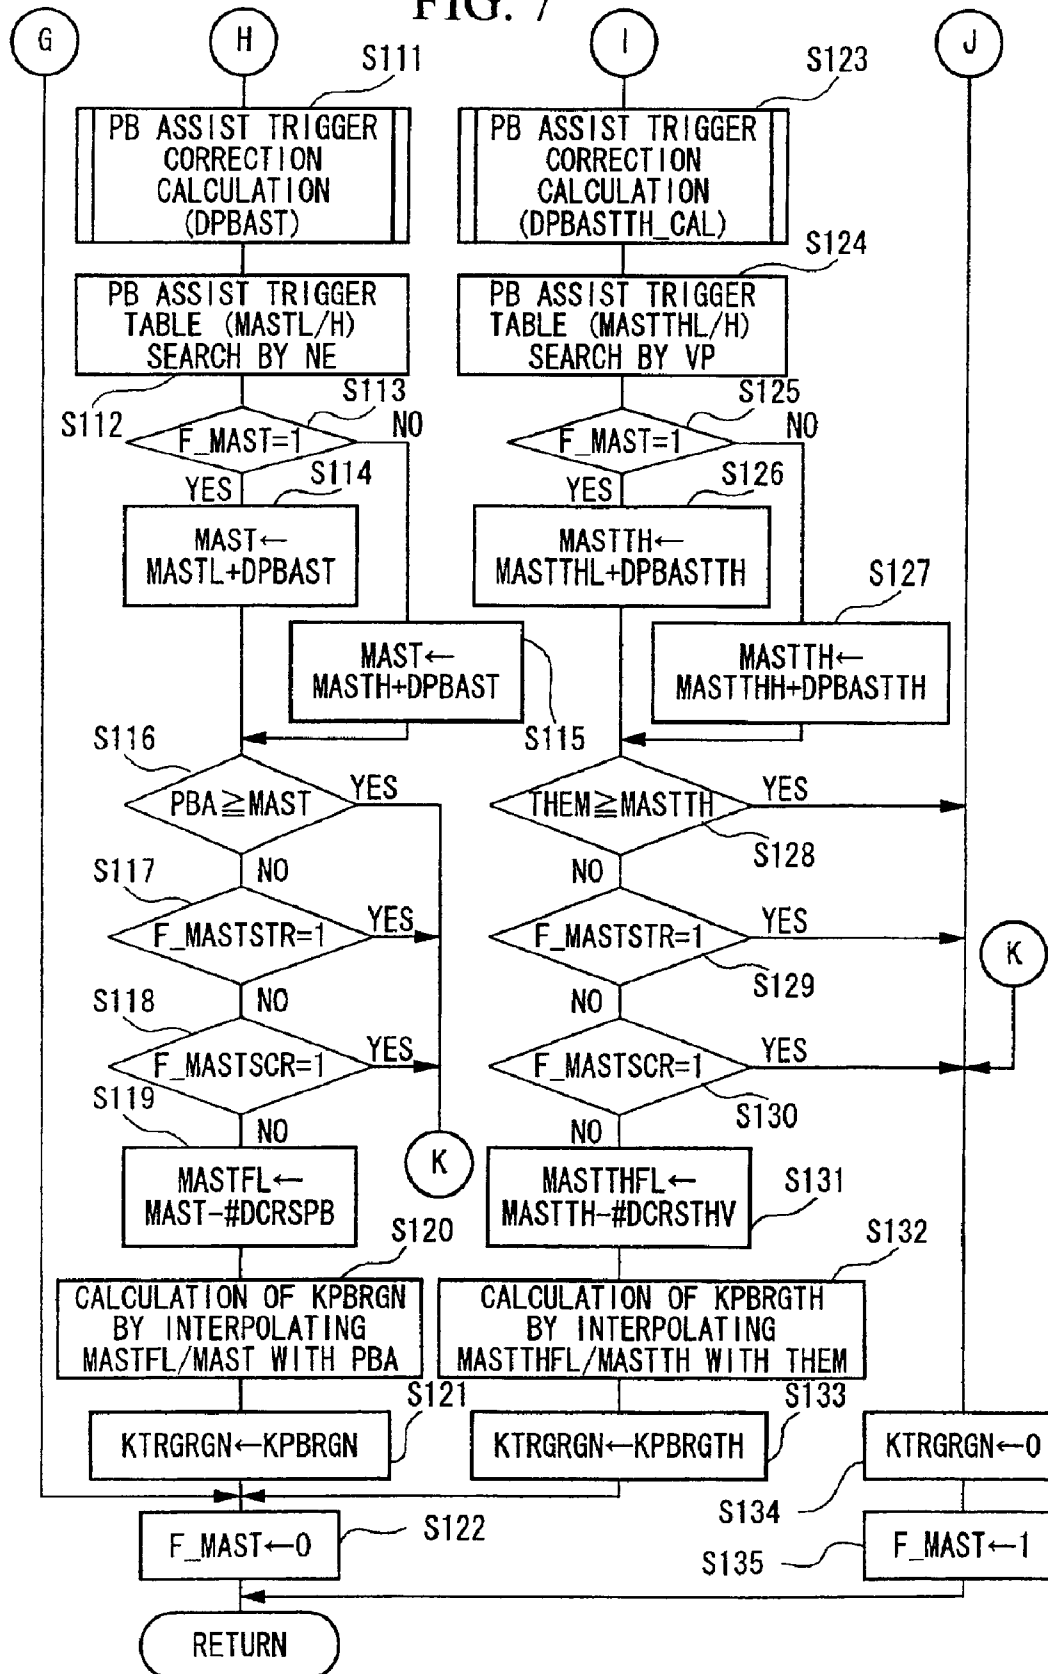 FIG. 7
G
H
I
J
S111
PB ASSIST TRIGGER
CORRECTION
CALCULATION
(DPBAST)
S123
PB ASSIST TRIGGER
CORRECTION
CALCULATION
(DPBASTTH_CAL)
PB ASSIST TRIGGER
TABLE (MASTL/H)
SEARCH BY NE
S112
S124
PB ASSIST TRIGGER
TABLE (MASTTHL/H)
SEARCH BY VP
S113
F_MAST=1
NO
YES
S125
F_MAST=1
NO
YES
S114
MAST←
MASTL+DPBAST
S126
MASTTH←
MASTTHL+DPBASTTH
MAST←
MASTH+DPBAST
S115
S127
MASTTH←
MASTTHH+DPBASTTH
S116
PBA≧MAST
YES
NO
THEM≧MASTTH
YES
S128
NO
S117
F_MASTSTR=1
YES
NO
F_MASTSTR=1
YES
S129
NO
K
S118
F_MASTSCR=1
YES
NO
F_MASTSCR=1
YES
S130
NO
K
S119
MASTFL←
MAST-#DCRSPB
MASTTHFL←
MASTTH-#DCRSTHV
S131
S120
CALCULATION OF KPBRGN
BY INTERPOLATING
MASTFL/MAST WITH PBA
S132
CALCULATION OF KPBRGTH
BY INTERPOLATING
MASTTHFL/MASTTH WITH THEM
S121
KTRGRGN←KPBRGN
S133
KTRGRGN←KPBRGTH
KTRGRGN←0
S134
F_MAST←0
S122
F_MAST←1
S135
RETURN